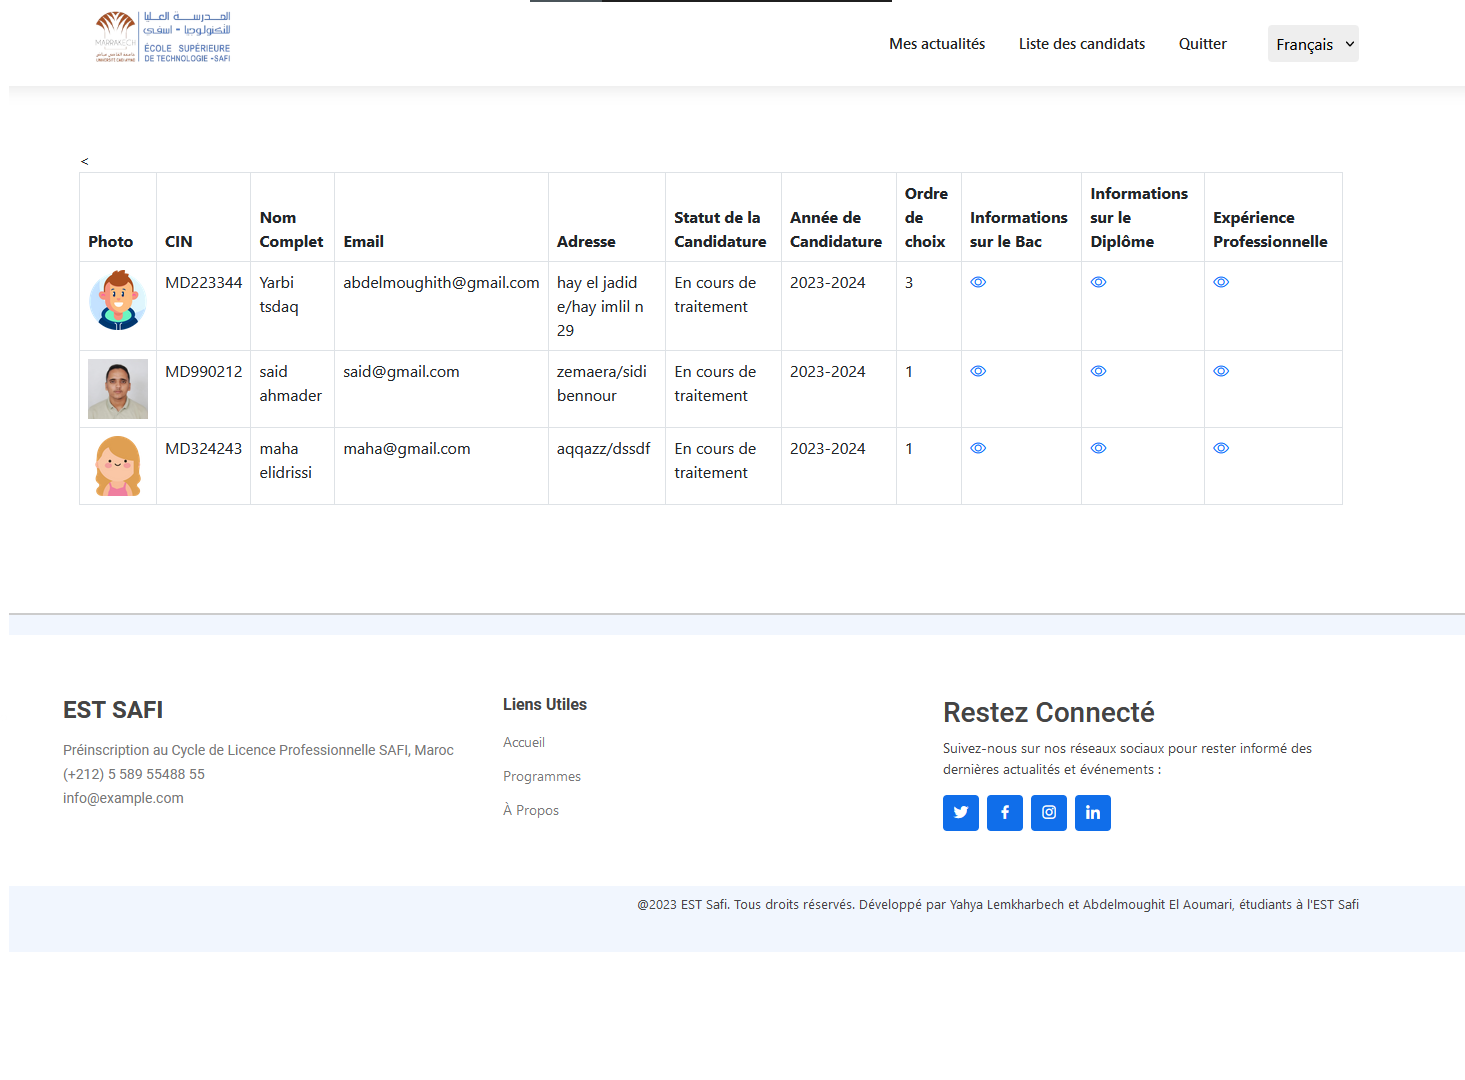 المدرسة العليا
للتكنولوجيا - آسفي
MARRAKECH
ÉCOLE SUPÉRIEURE
DE TECHNOLOGIE -SAFI
Mes actualités
Liste des candidats
Quitter
Français
<
Photo
CIN
Nom
Complet
Email
Adresse
Statut de la
Candidature
Année de
Candidature
Ordre
de
choix
Informations
sur le Bac
Informations
sur le
Diplôme
Expérience
Professionnelle
MD223344
Yarbi
tsdaq
abdelmoughith@gmail.com
hay el jadid
e/hay imlil n
29
En cours de
traitement
2023-2024
3
MD990212
said
ahmader
said@gmail.com
zemaera/sidi
bennour
En cours de
traitement
2023-2024
1
MD324243
maha
elidrissi
maha@gmail.com
aqqazz/dssdf
En cours de
traitement
2023-2024
1
EST SAFI
Préinscription au Cycle de Licence Professionnelle SAFI, Maroc
(+212) 5 589 55488 55
info@example.com
Liens Utiles
Accueil
Programmes
À Propos
Restez Connecté
Suivez-nous sur nos réseaux sociaux pour rester informé des
dernières actualités et événements :
@2023 EST Safi. Tous droits réservés. Développé par Yahya Lemkharbech et Abdelmoughit El Aoumari, étudiants à l'EST Safi